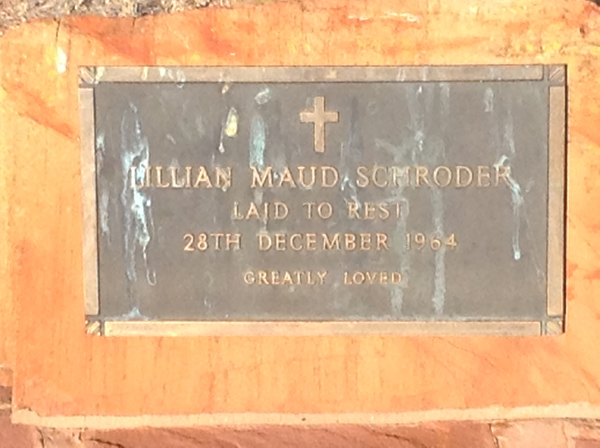 LILLIAN MAUD SCHRODER
LAID TO REST
28TH DECEMBER 1964
GREATLY LOVED